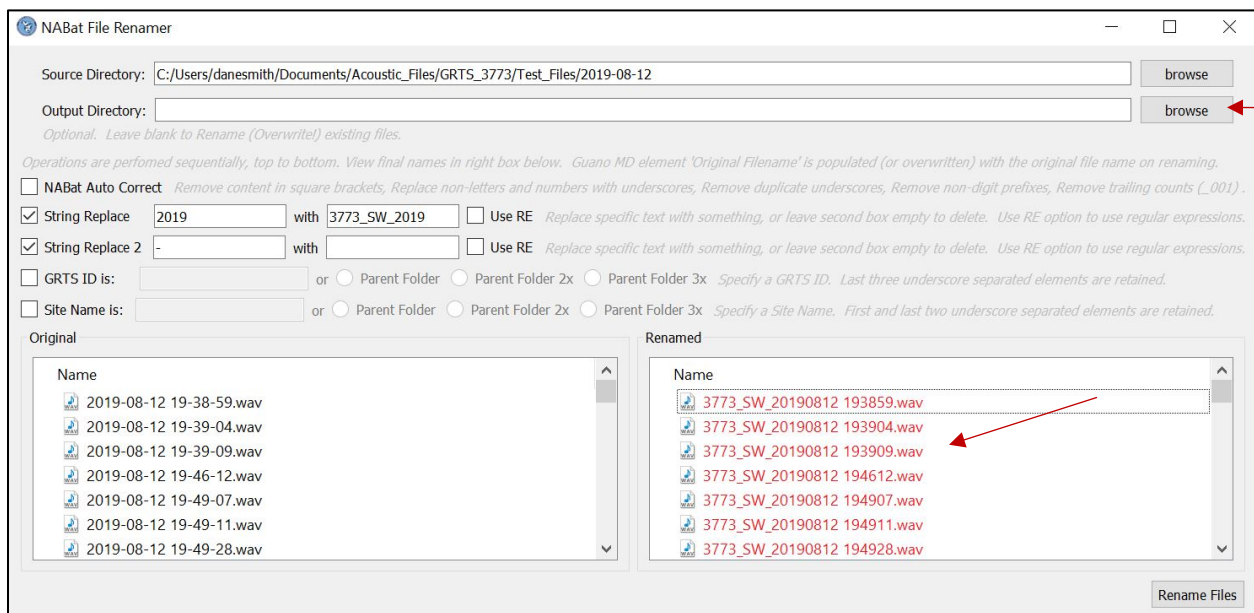 NABat File Renamer
Source Directory: C:/Users/danesmith/Documents/Acoustic_Files/GRTS_3773/Test_Files/2019-08-12 browse
Output Directory: browse
Optional. Leave blank to Rename (Overwrite!) existing files.
Operations are perfomed sequentially, top to bottom. View final names in right box below. Guano MD element 'Original Filename' is populated (or overwritten) with the original file name on renaming.
NABat Auto Correct Remove content in square brackets, Replace non-letters and numbers with underscores, Remove duplicate underscores, Remove non-digit prefixes, Remove trailing counts (_001) .
String Replace 2019 with 3773_SW_2019 Use RE Replace specific text with something, or leave second box empty to delete. Use RE option to use regular expressions.
String Replace 2 - with Use RE Replace specific text with something, or leave second box empty to delete. Use RE option to use regular expressions.
GRTS ID is: or Parent Folder Parent Folder 2x Parent Folder 3x Specify a GRTS ID. Last three underscore separated elements are retained.
Site Name is: or Parent Folder Parent Folder 2x Parent Folder 3x Specify a Site Name. First and last two underscore separated elements are retained.
Original
Name
2019-08-12 19-38-59.wav
2019-08-12 19-39-04.wav
2019-08-12 19-39-09.wav
2019-08-12 19-46-12.wav
2019-08-12 19-49-07.wav
2019-08-12 19-49-11.wav
2019-08-12 19-49-28.wav
Renamed
Name
3773_SW_20190812 193859.wav
3773_SW_20190812 193904.wav
3773_SW_20190812 193909.wav
3773_SW_20190812 194612.wav
3773_SW_20190812 194907.wav
3773_SW_20190812 194911.wav
3773_SW_20190812 194928.wav
Rename Files